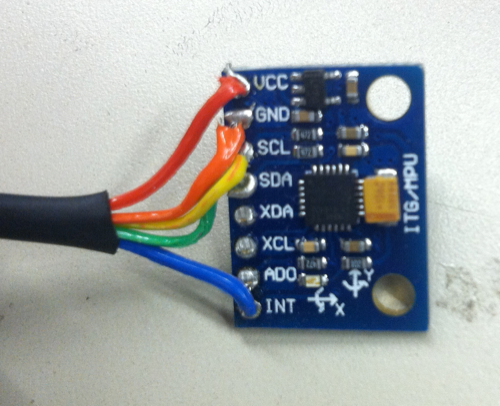 VCC
GND
SCL
SDA
XDA
XCL
ADO
INT
X
Y
ITG/MPU